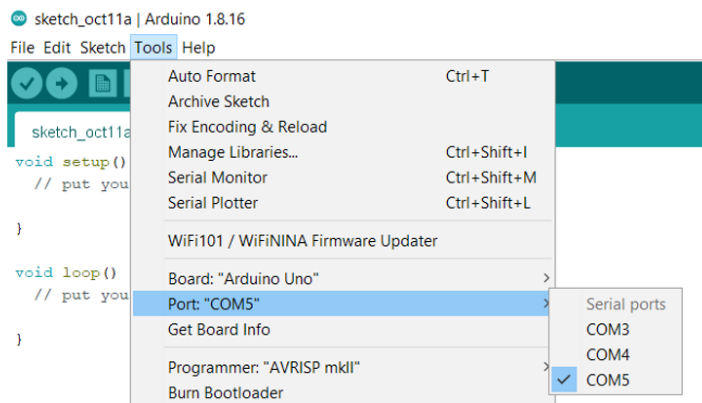 sketch_oct11a | Arduino 1.8.16
File Edit Sketch Tools Help
sketch_oct11a
void setup()
// put you
}
void loop()
// put you
}
Auto Format Ctrl+T
Archive Sketch
Fix Encoding & Reload
Manage Libraries... Ctrl+Shift+I
Serial Monitor Ctrl+Shift+M
Serial Plotter Ctrl+Shift+L
WiFi101 / WiFiNINA Firmware Updater
Board: "Arduino Uno"
Port: "COM5"
Get Board Info
Programmer: "AVRISP mkII"
Burn Bootloader
Serial ports
COM3
COM4
COM5